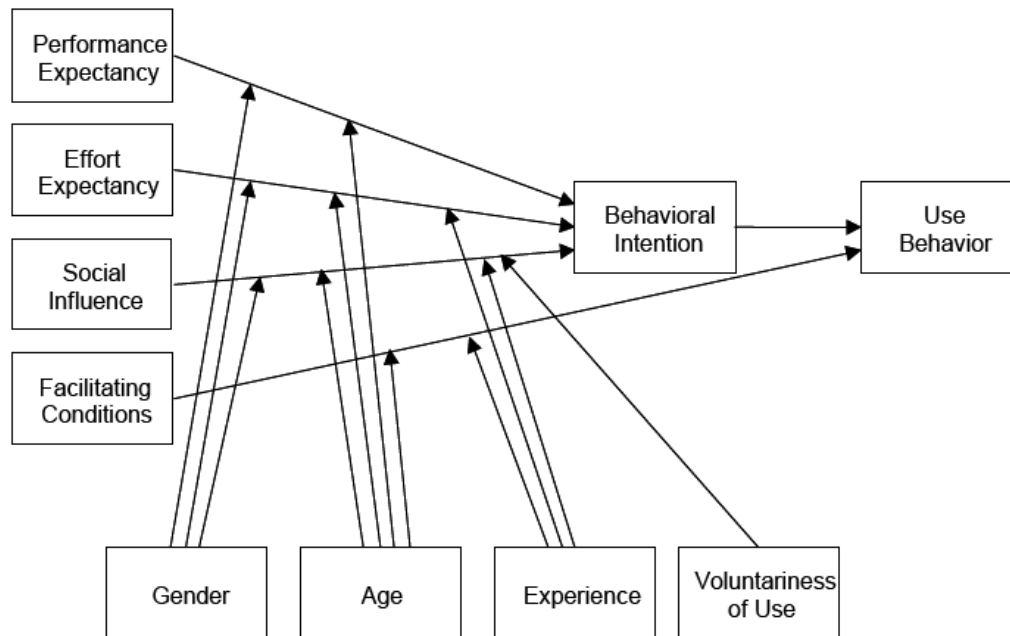 Performance
Expectancy
Effort
Expectancy
Social
Influence
Facilitating
Conditions
Behavioral
Intention
Use
Behavior
Gender
Age
Experience
Voluntariness
of Use